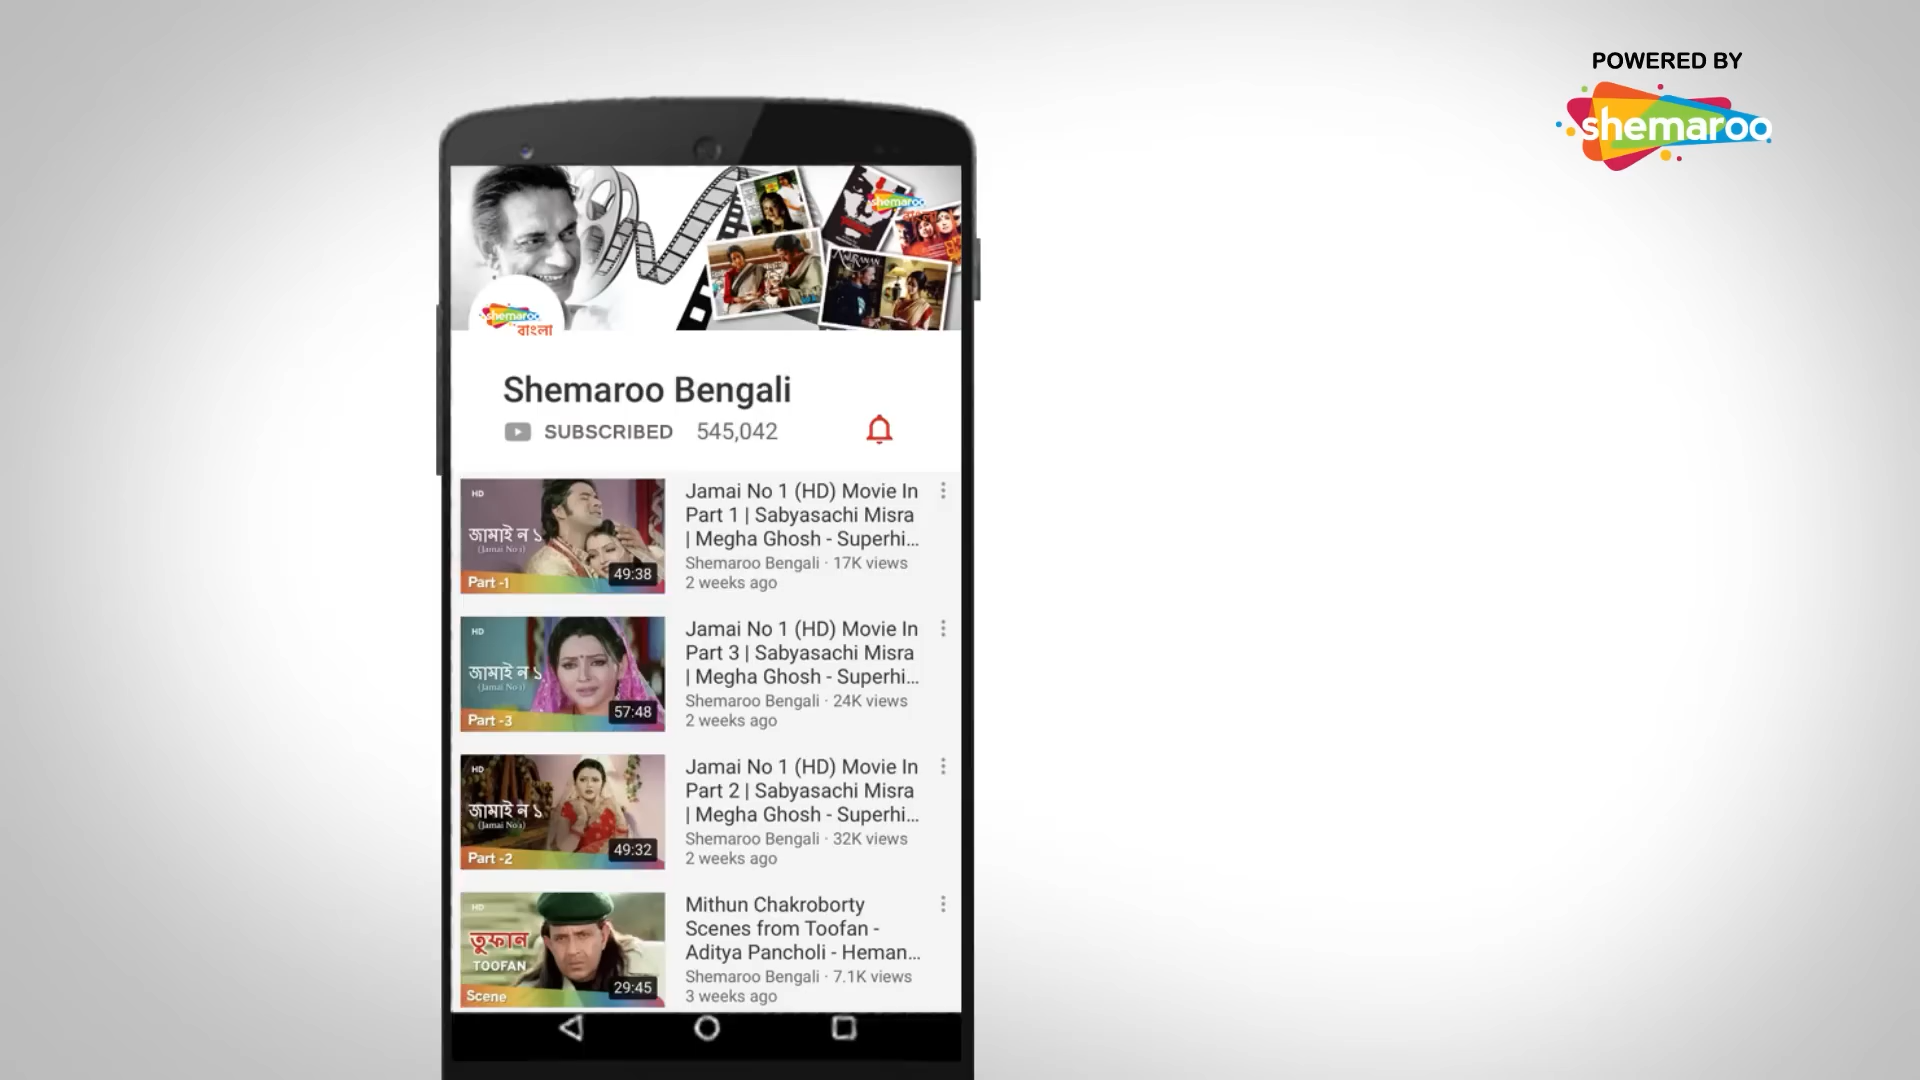 POWERED BY
shemaroo
shemaroo
shemaroo
বাংলা
Shemaroo Bengali
SUBSCRIBED 545,042
HD
জামাই ন ১
(Jamai No 1)
Part -1
49:38
Jamai No 1 (HD) Movie In
Part 1 | Sabyasachi Misra
| Megha Ghosh - Superhi...
Shemaroo Bengali · 17K views
2 weeks ago
HD
জামাই ন ১
(Jamai No 1)
Part -3
57:48
Jamai No 1 (HD) Movie In
Part 3 | Sabyasachi Misra
| Megha Ghosh - Superhi...
Shemaroo Bengali · 24K views
2 weeks ago
HD
জামাই ন ১
(Jamai No 1)
Part -2
49:32
Jamai No 1 (HD) Movie In
Part 2 | Sabyasachi Misra
| Megha Ghosh - Superhi...
Shemaroo Bengali · 32K views
2 weeks ago
HD
তুফান
TOOFAN
Scene
29:45
Mithun Chakroborty
Scenes from Toofan -
Aditya Pancholi - Heman...
Shemaroo Bengali · 7.1K views
3 weeks ago